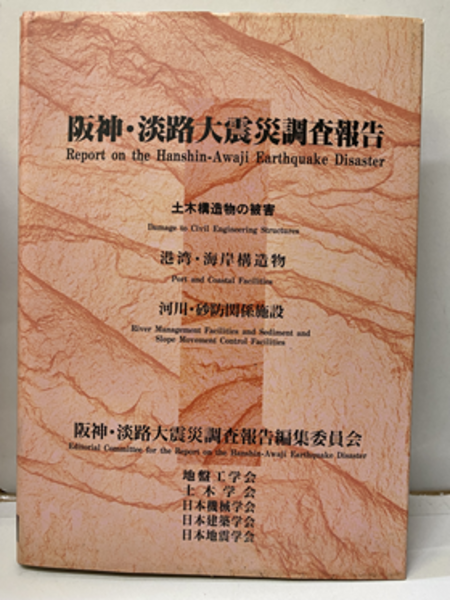 阪神・淡路大震災調査報告
Report on the Hanshin-Awaji Earthquake Disaster
土木構造物の被害
Damage to Civil Engineering Structures
港湾・海岸構造物
Port and Coastal Facilities
河川・砂防関係施設
River Management Facilities and Sediment and
Slope Movement Control Facilities
阪神・淡路大震災調査報告編集委員会
Editorial Committee for the Report on the Hanshin-Awaji Earthquake Disaster
地盤工学会
土木学会
日本機械学会
日本建築学会
日本地震学会